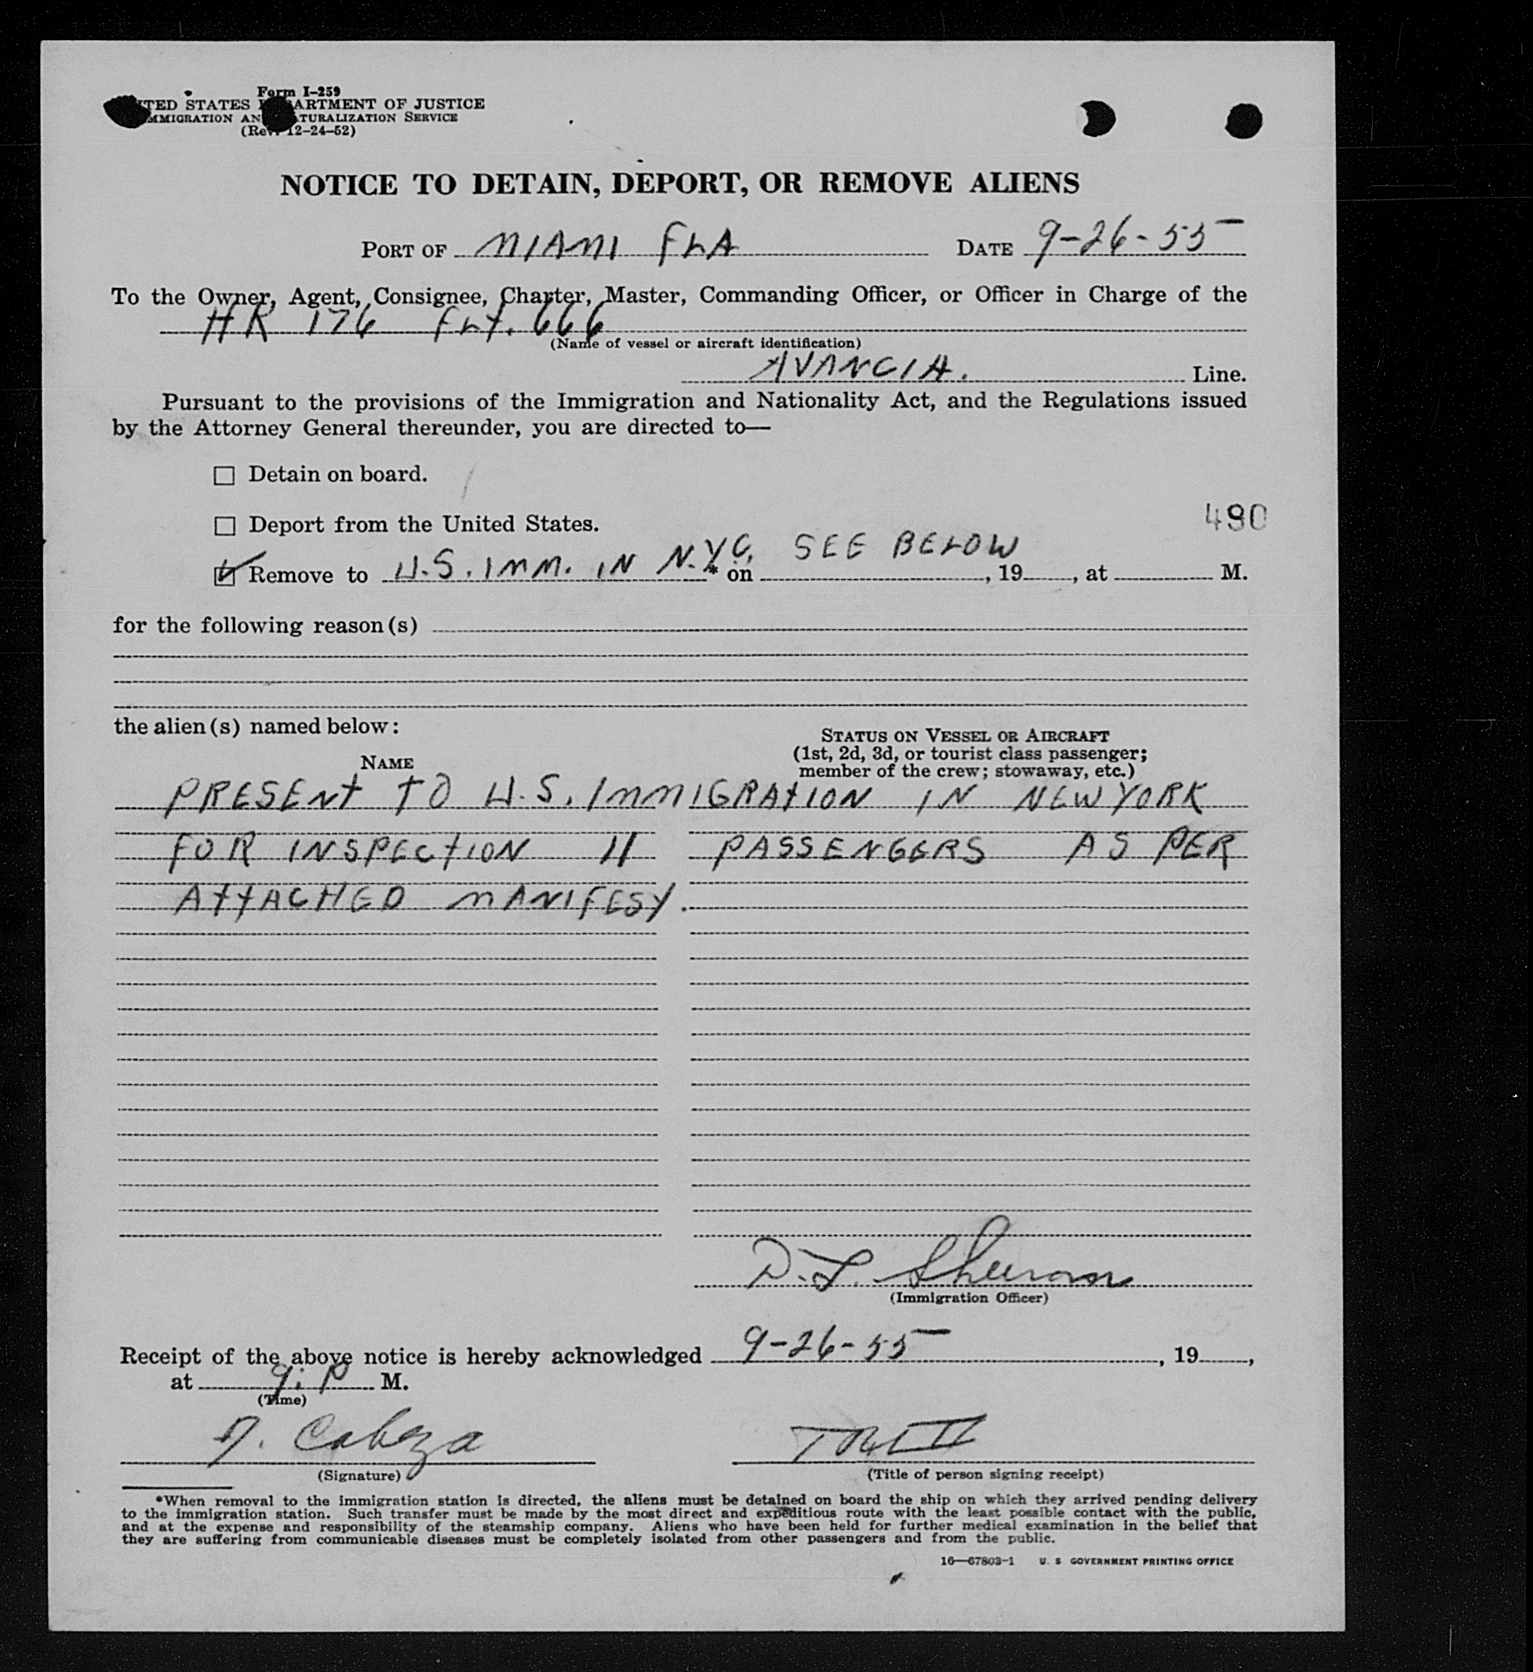 Form I-259
UNITED STATES DEPARTMENT OF JUSTICE
IMMIGRATION AND NATURALIZATION SERVICE
(Rev. 12-24-52)
NOTICE TO DETAIN, DEPORT, OR REMOVE ALIENS
PORT OF MIAMI FLA DATE 9-26-55
To the Owner, Agent, Consignee, Charter, Master, Commanding Officer, or Officer in Charge of the
HR 176 FLT. 666
(Name of vessel or aircraft identification)
AVANCIA. Line.
Pursuant to the provisions of the Immigration and Nationality Act, and the Regulations issued
by the Attorney General thereunder, you are directed to—
☐ Detain on board.
☐ Deport from the United States.
490
☑ Remove to U.S. IMM. IN N.Y.C. * on SEE BELOW , 19 , at M.
for the following reason(s)
the alien(s) named below:
STATUS ON VESSEL OR AIRCRAFT
NAME (1st, 2d, 3d, or tourist class passenger;
member of the crew; stowaway, etc.)
PRESENT TO U.S. IMMIGRATION IN NEW YORK
FOR INSPECTION 11 PASSENGERS AS PER
ATTACHED MANIFESY.
(Immigration Officer)
Receipt of the above notice is hereby acknowledged 9-26-55 , 19 ,
at 9: P M.
(Time)
Cabeza
(Signature) (Title of person signing receipt)
*When removal to the immigration station is directed, the aliens must be detained on board the ship on which they arrived pending delivery
to the immigration station. Such transfer must be made by the most direct and expeditious route with the least possible contact with the public,
and at the expense and responsibility of the steamship company. Aliens who have been held for further medical examination in the belief that
they are suffering from communicable diseases must be completely isolated from other passengers and from the public.
16—67803-1 U. S. GOVERNMENT PRINTING OFFICE